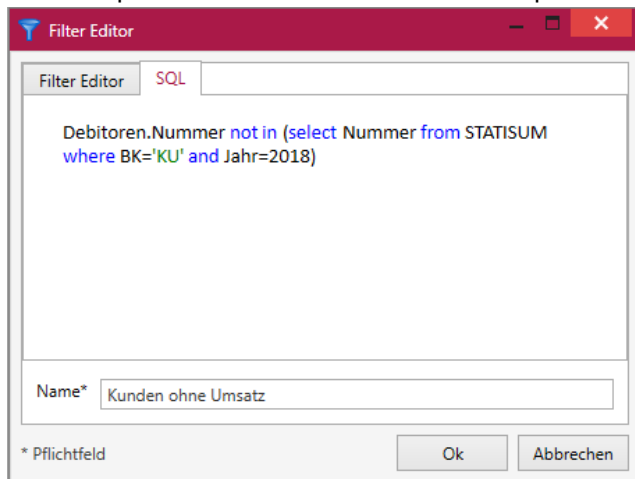 Filter Editor
Filter Editor SQL
Debitoren.Nummer not in (select Nummer from STATISUM
where BK='KU' and Jahr=2018)
Name* Kunden ohne Umsatz
* Pflichtfeld Ok Abbrechen